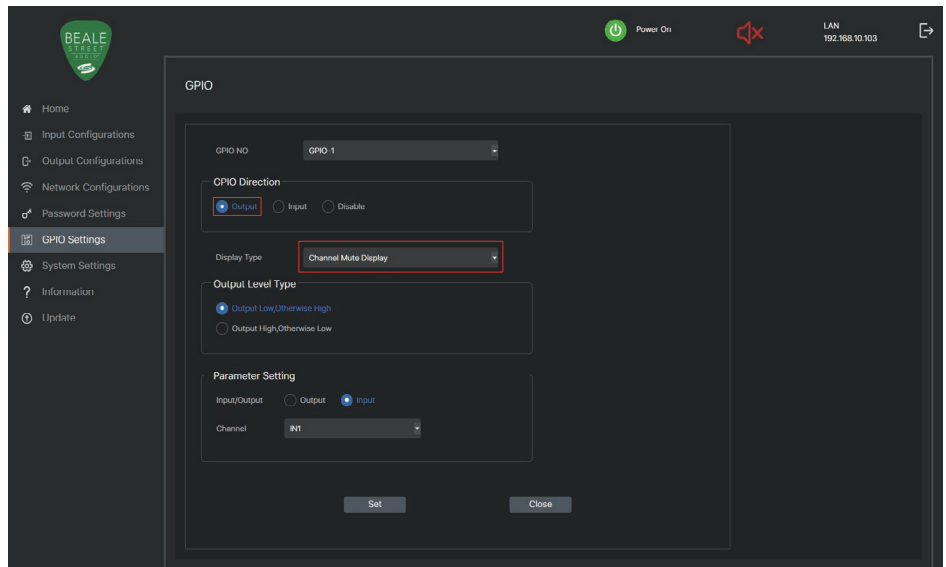 BEALE
STREET
AUDIO
Power On
LAN
192.168.10.103
Home
Input Configurations
Output Configurations
Network Configurations
Password Settings
GPIO Settings
System Settings
Information
Update
GPIO
GPIO NO
GPIO 1
GPIO Direction
Output
Input
Disable
Display Type
Channel Mute Display
Output Level Type
Output Low,Otherwise High
Output High,Otherwise Low
Parameter Setting
Input/Output
Output
Input
Channel
IN1
Set
Close